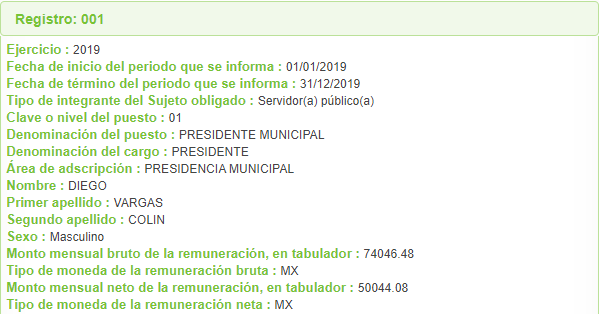 Registro: 001
Ejercicio : 2019
Fecha de inicio del periodo que se informa : 01/01/2019
Fecha de término del periodo que se informa : 31/12/2019
Tipo de integrante del Sujeto obligado : Servidor(a) público(a)
Clave o nivel del puesto : 01
Denominación del puesto : PRESIDENTE MUNICIPAL
Denominación del cargo : PRESIDENTE
Área de adscripción : PRESIDENCIA MUNICIPAL
Nombre : DIEGO
Primer apellido : VARGAS
Segundo apellido : COLIN
Sexo : Masculino
Monto mensual bruto de la remuneración, en tabulador : 74046.48
Tipo de moneda de la remuneración bruta : MX
Monto mensual neto de la remuneración, en tabulador : 50044.08
Tipo de moneda de la remuneración neta : MX